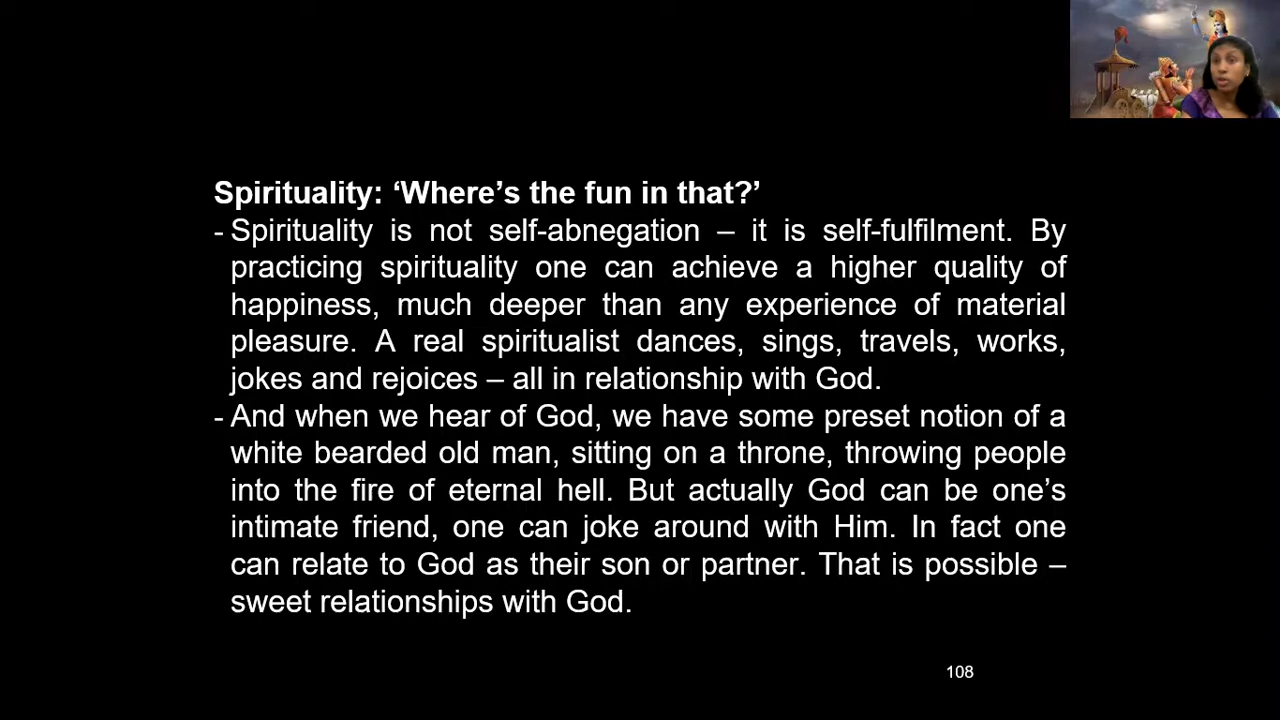 Spirituality: ‘Where’s the fun in that?’
- Spirituality is not self-abnegation – it is self-fulfilment. By
practicing spirituality one can achieve a higher quality of
happiness, much deeper than any experience of material
pleasure. A real spiritualist dances, sings, travels, works,
jokes and rejoices – all in relationship with God.
- And when we hear of God, we have some preset notion of a
white bearded old man, sitting on a throne, throwing people
into the fire of eternal hell. But actually God can be one’s
intimate friend, one can joke around with Him. In fact one
can relate to God as their son or partner. That is possible –
sweet relationships with God.
108